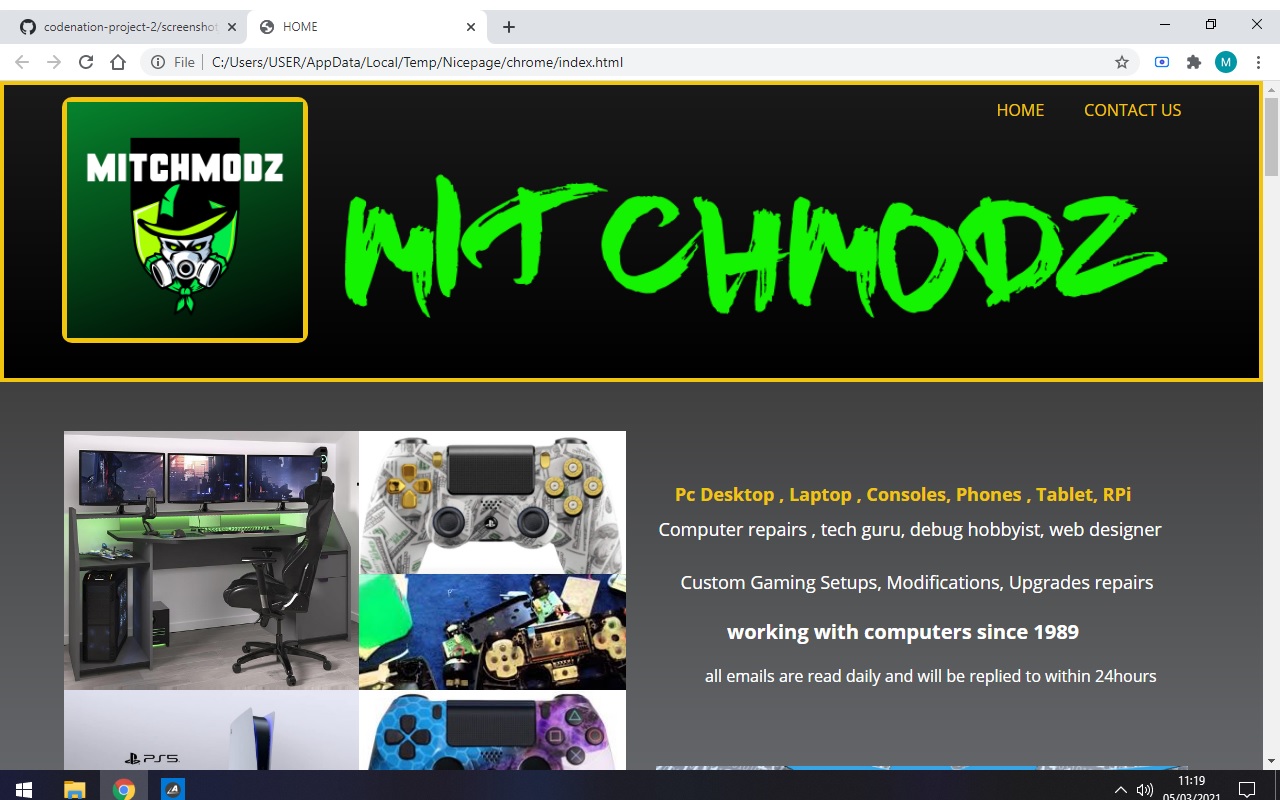 codenation-project-2/screenshot
HOME
File
C:/Users/USER/AppData/Local/Temp/Nicepage/chrome/index.html
M
HOME
CONTACT US
MITCHMODZ
MITCHMODZ
Pc Desktop , Laptop , Consoles, Phones , Tablet, RPi
Computer repairs , tech guru, debug hobbyist, web designer
Custom Gaming Setups, Modifications, Upgrades repairs
working with computers since 1989
all emails are read daily and will be replied to within 24hours
PS5
11:19
05/03/2021